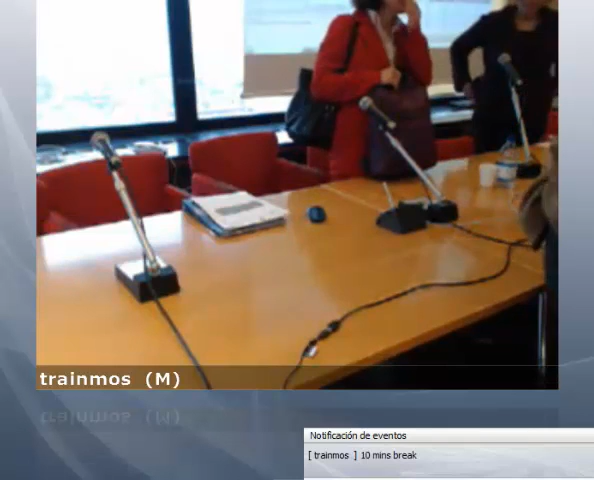 trainmos (M)
Notificación de eventos
[ trainmos ] 10 mins break